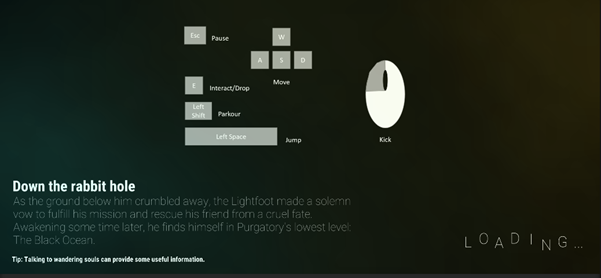 Esc
Pause
W
A S D
Move
E
Interact/Drop
Left
Shift
Parkour
Left Space
Jump
Kick
Down the rabbit hole
As the ground below him crumbled away, the Lightfoot made a solemn
vow to fulfill his mission and rescue his friend from a cruel fate.
Awakening some time later, he finds himself in Purgatory's lowest level:
The Black Ocean.
LOADING...
Tip: Talking to wandering souls can provide some useful information.